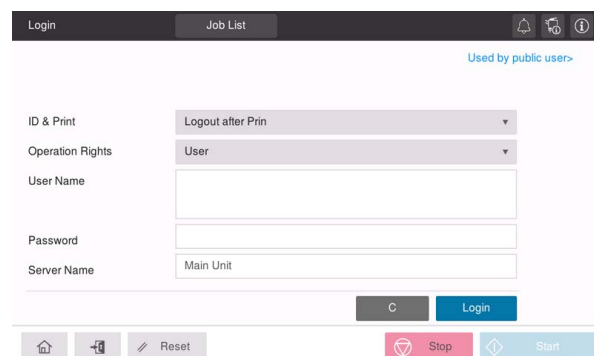 Login Job List
Used by public user>
ID & Print Logout after Prin
Operation Rights User
User Name
Password
Server Name Main Unit
C Login
Reset Stop Start